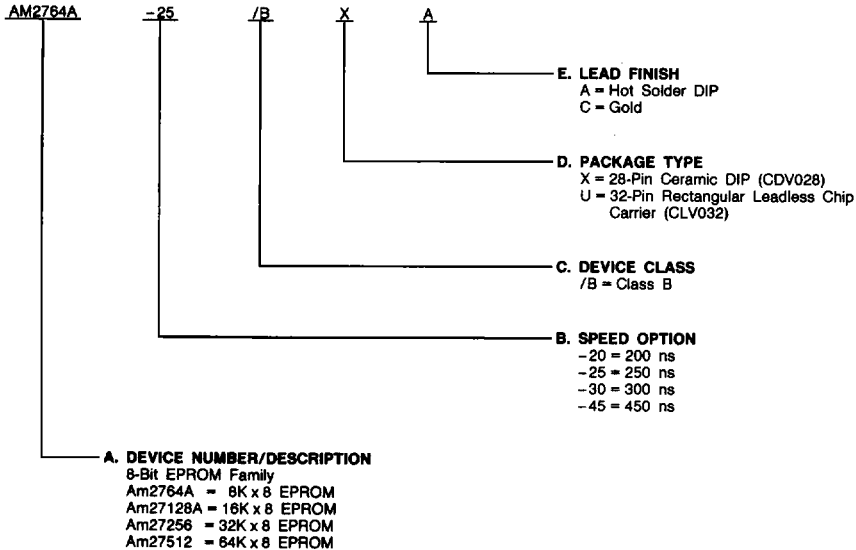 AM2764A -25 /B X A
E. LEAD FINISH
A = Hot Solder DIP
C = Gold
D. PACKAGE TYPE
X = 28-Pin Ceramic DIP (CDV028)
U = 32-Pin Rectangular Leadless Chip
Carrier (CLV032)
C. DEVICE CLASS
/B = Class B
B. SPEED OPTION
-20 = 200 ns
-25 = 250 ns
-30 = 300 ns
-45 = 450 ns
A. DEVICE NUMBER/DESCRIPTION
8-Bit EPROM Family
Am2764A = 8K x 8 EPROM
Am27128A = 16K x 8 EPROM
Am27256 = 32K x 8 EPROM
Am27512 = 64K x 8 EPROM